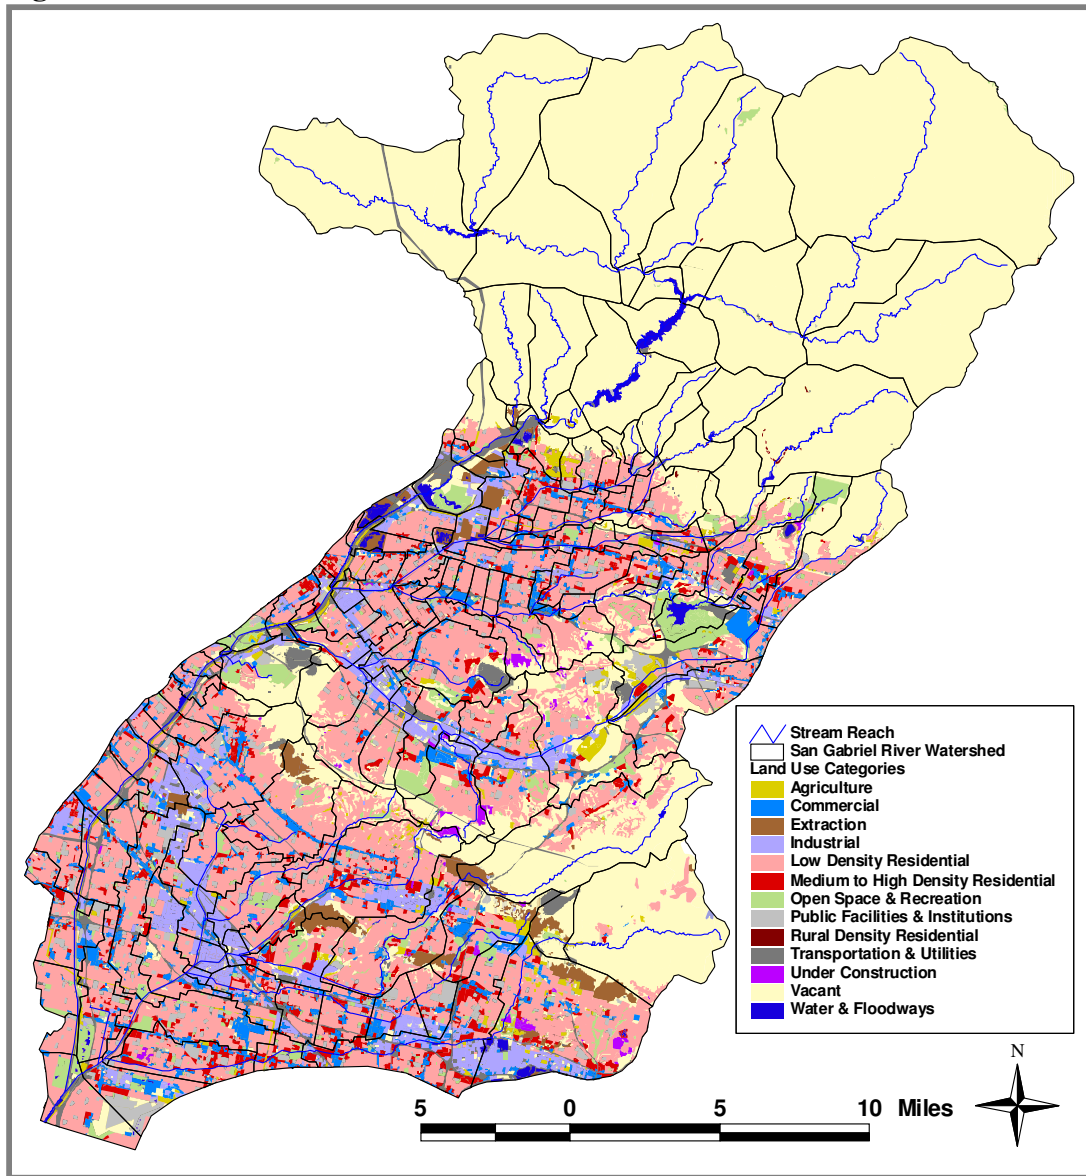 Stream Reach
San Gabriel River Watershed
Land Use Categories
Agriculture
Commercial
Extraction
Industrial
Low Density Residential
Medium to High Density Residential
Open Space & Recreation
Public Facilities & Institutions
Rural Density Residential
Transportation & Utilities
Under Construction
Vacant
Water & Floodways
N
5 0 5 10 Miles